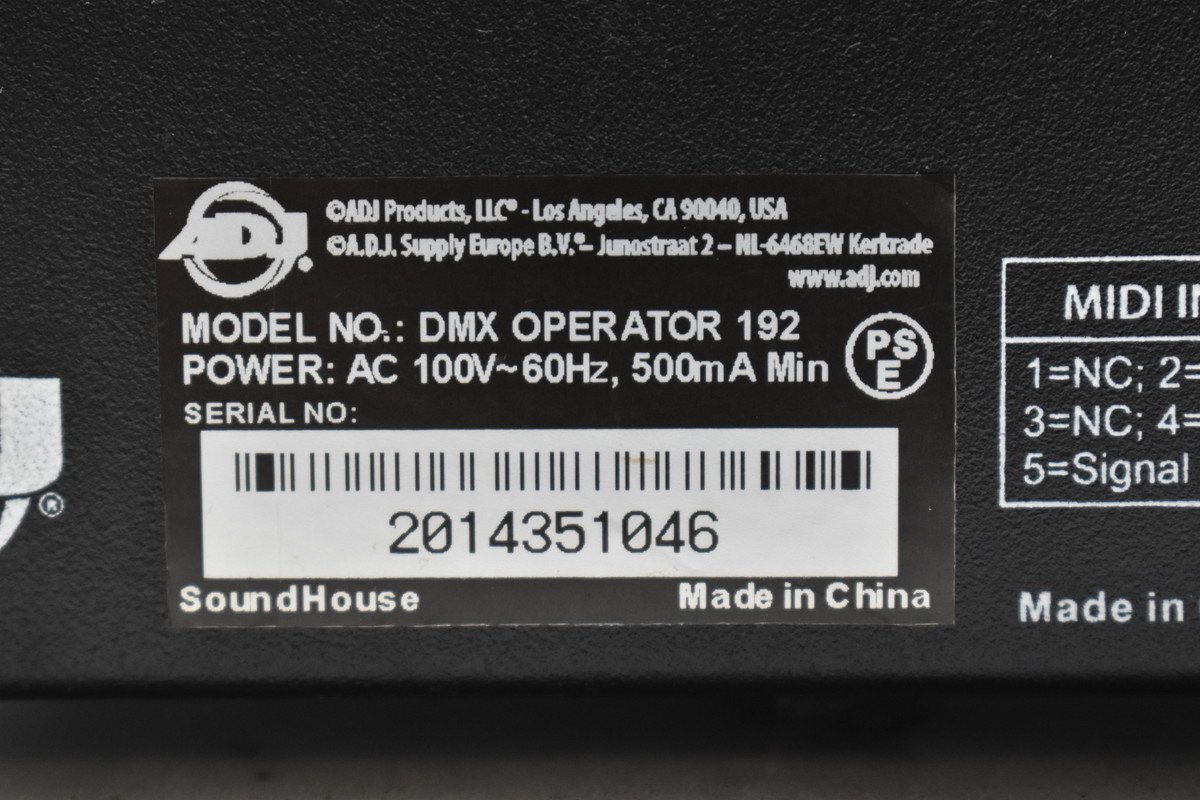 ADJ®
©ADJ Products, LLC® - Los Angeles, CA 90040, USA
©A.D.J. Supply Europe B.V.®– Junostraat 2 – NL-6468EW Kerkrade
www.adj.com
MODEL NO.: DMX OPERATOR 192
POWER: AC 100V~60Hz, 500mA Min
PSE
SERIAL NO:
2014351046
SoundHouse
Made in China
®
MIDI IN
1=NC; 2=
3=NC; 4=
5=Signal
Made in